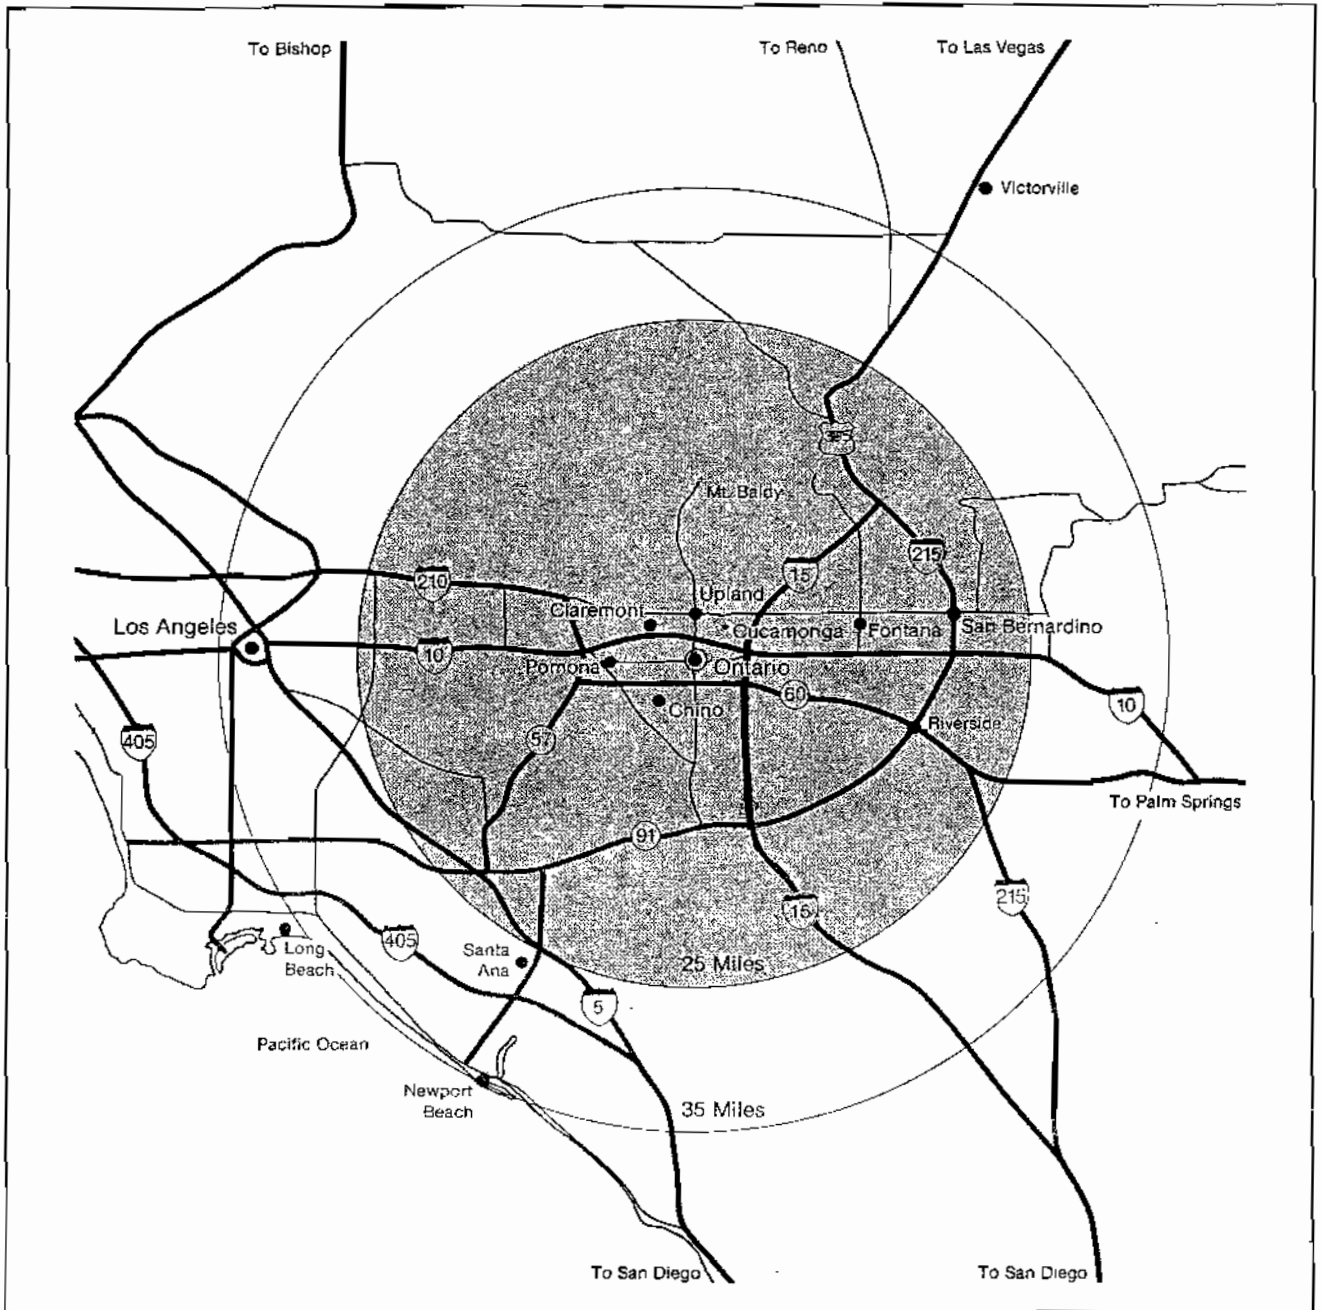 To Bishop
To Reno
To Las Vegas
Victorville
Mt. Baldy
215
210
15
Upland
Claremont
Los Angeles
Cucamonga
Fontana
San Bernardino
10
Pomona
Ontario
60
10
Chino
Riverside
405
57
To Palm Springs
91
215
15
405
Long
Beach
Santa
Ana
25 Miles
5
Pacific Ocean
Newport
Beach
35 Miles
To San Diego
To San Diego